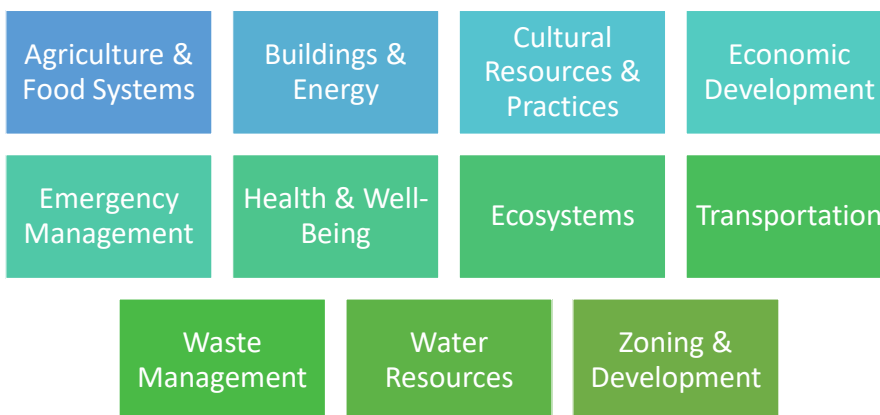 Agriculture &
Food Systems
Buildings &
Energy
Cultural
Resources &
Practices
Economic
Development
Emergency
Management
Health & Well-
Being
Ecosystems
Transportation
Waste
Management
Water
Resources
Zoning &
Development